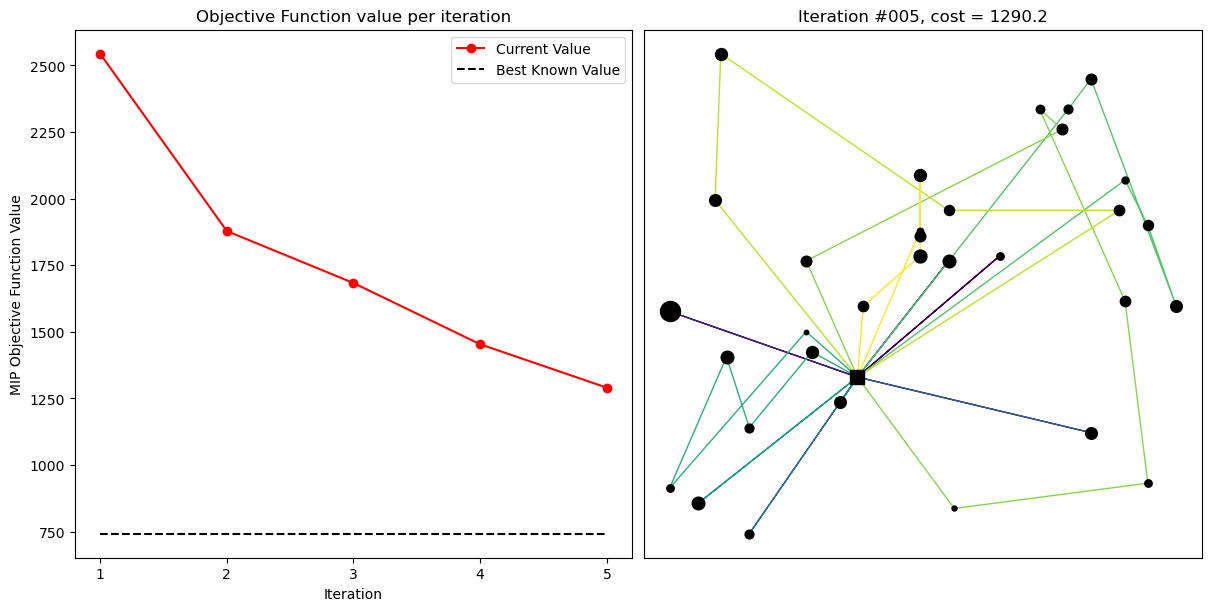 Objective Function value per iteration
Current Value
Best Known Value
2500
2250
2000
1750
1500
1250
1000
750
MIP Objective Function Value
1
2
3
4
5
Iteration
Iteration #005, cost = 1290.2